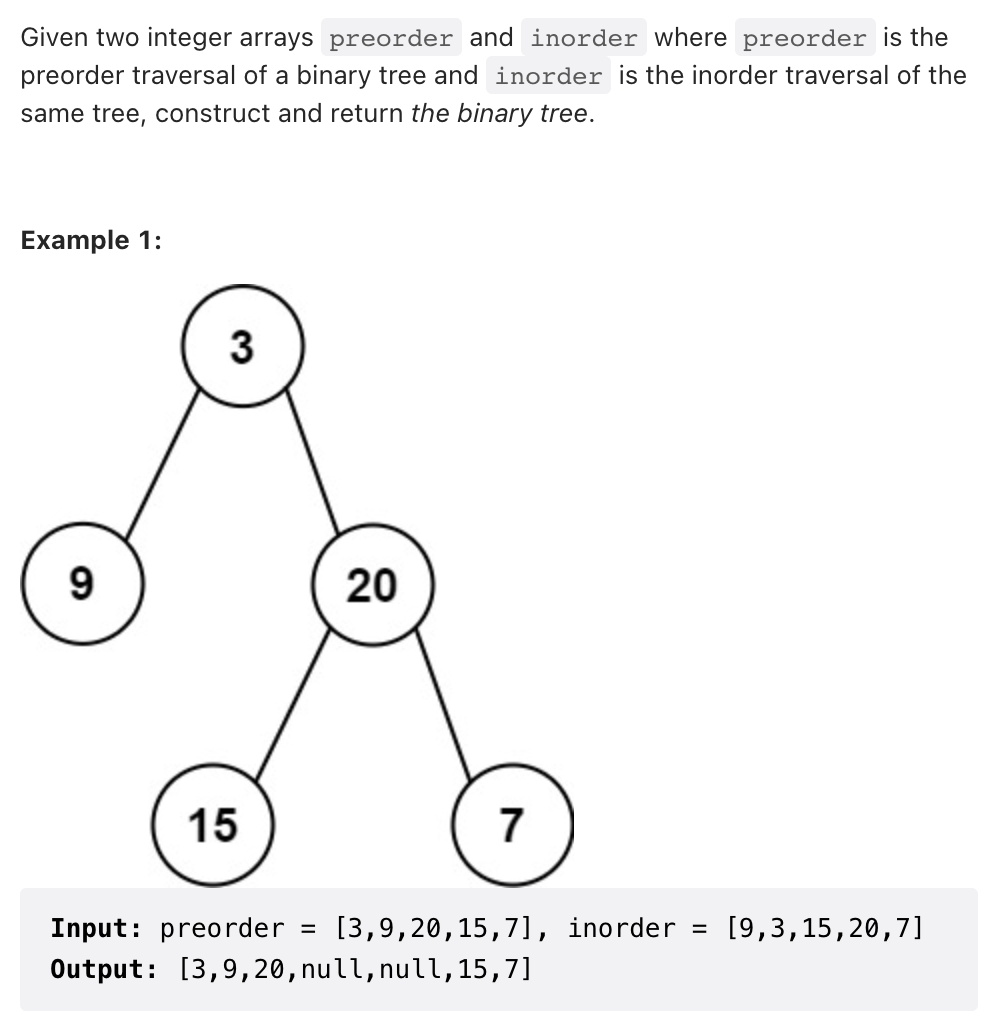 Given two integer arrays preorder and inorder where preorder is the
preorder traversal of a binary tree and inorder is the inorder traversal of the
same tree, construct and return the binary tree.
Example 1:
3
9
20
15
7
Input: preorder = [3,9,20,15,7], inorder = [9,3,15,20,7]
Output: [3,9,20,null,null,15,7]